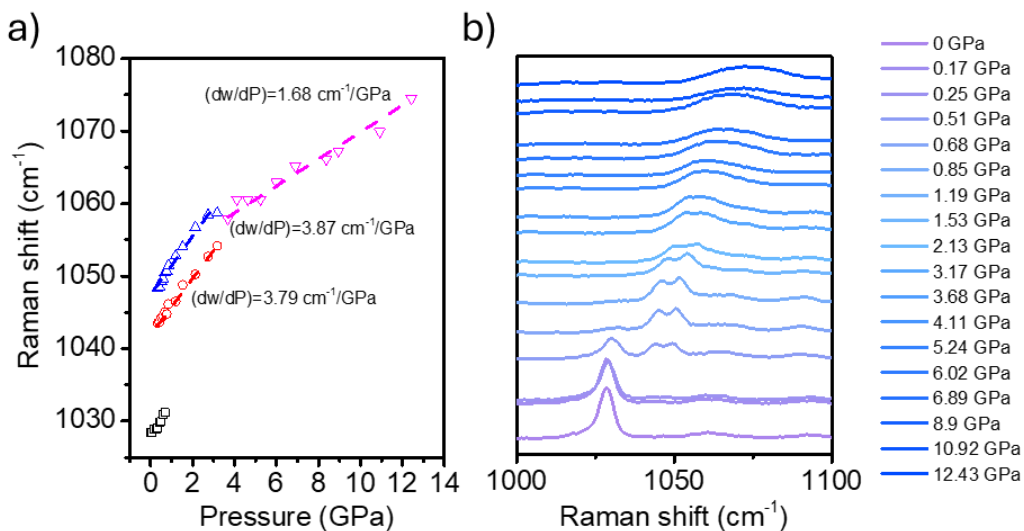 a)
1080
1070
1060
1050
1040
1030
Raman shift (cm⁻¹)
(dw/dP)=1.68 cm⁻¹/GPa
(dw/dP)=3.87 cm⁻¹/GPa
(dw/dP)=3.79 cm⁻¹/GPa
0 2 4 6 8 10 12 14
Pressure (GPa)
b)
1000 1050 1100
Raman shift (cm⁻¹)
0 GPa
0.17 GPa
0.25 GPa
0.51 GPa
0.68 GPa
0.85 GPa
1.19 GPa
1.53 GPa
2.13 GPa
3.17 GPa
3.68 GPa
4.11 GPa
5.24 GPa
6.02 GPa
6.89 GPa
8.9 GPa
10.92 GPa
12.43 GPa